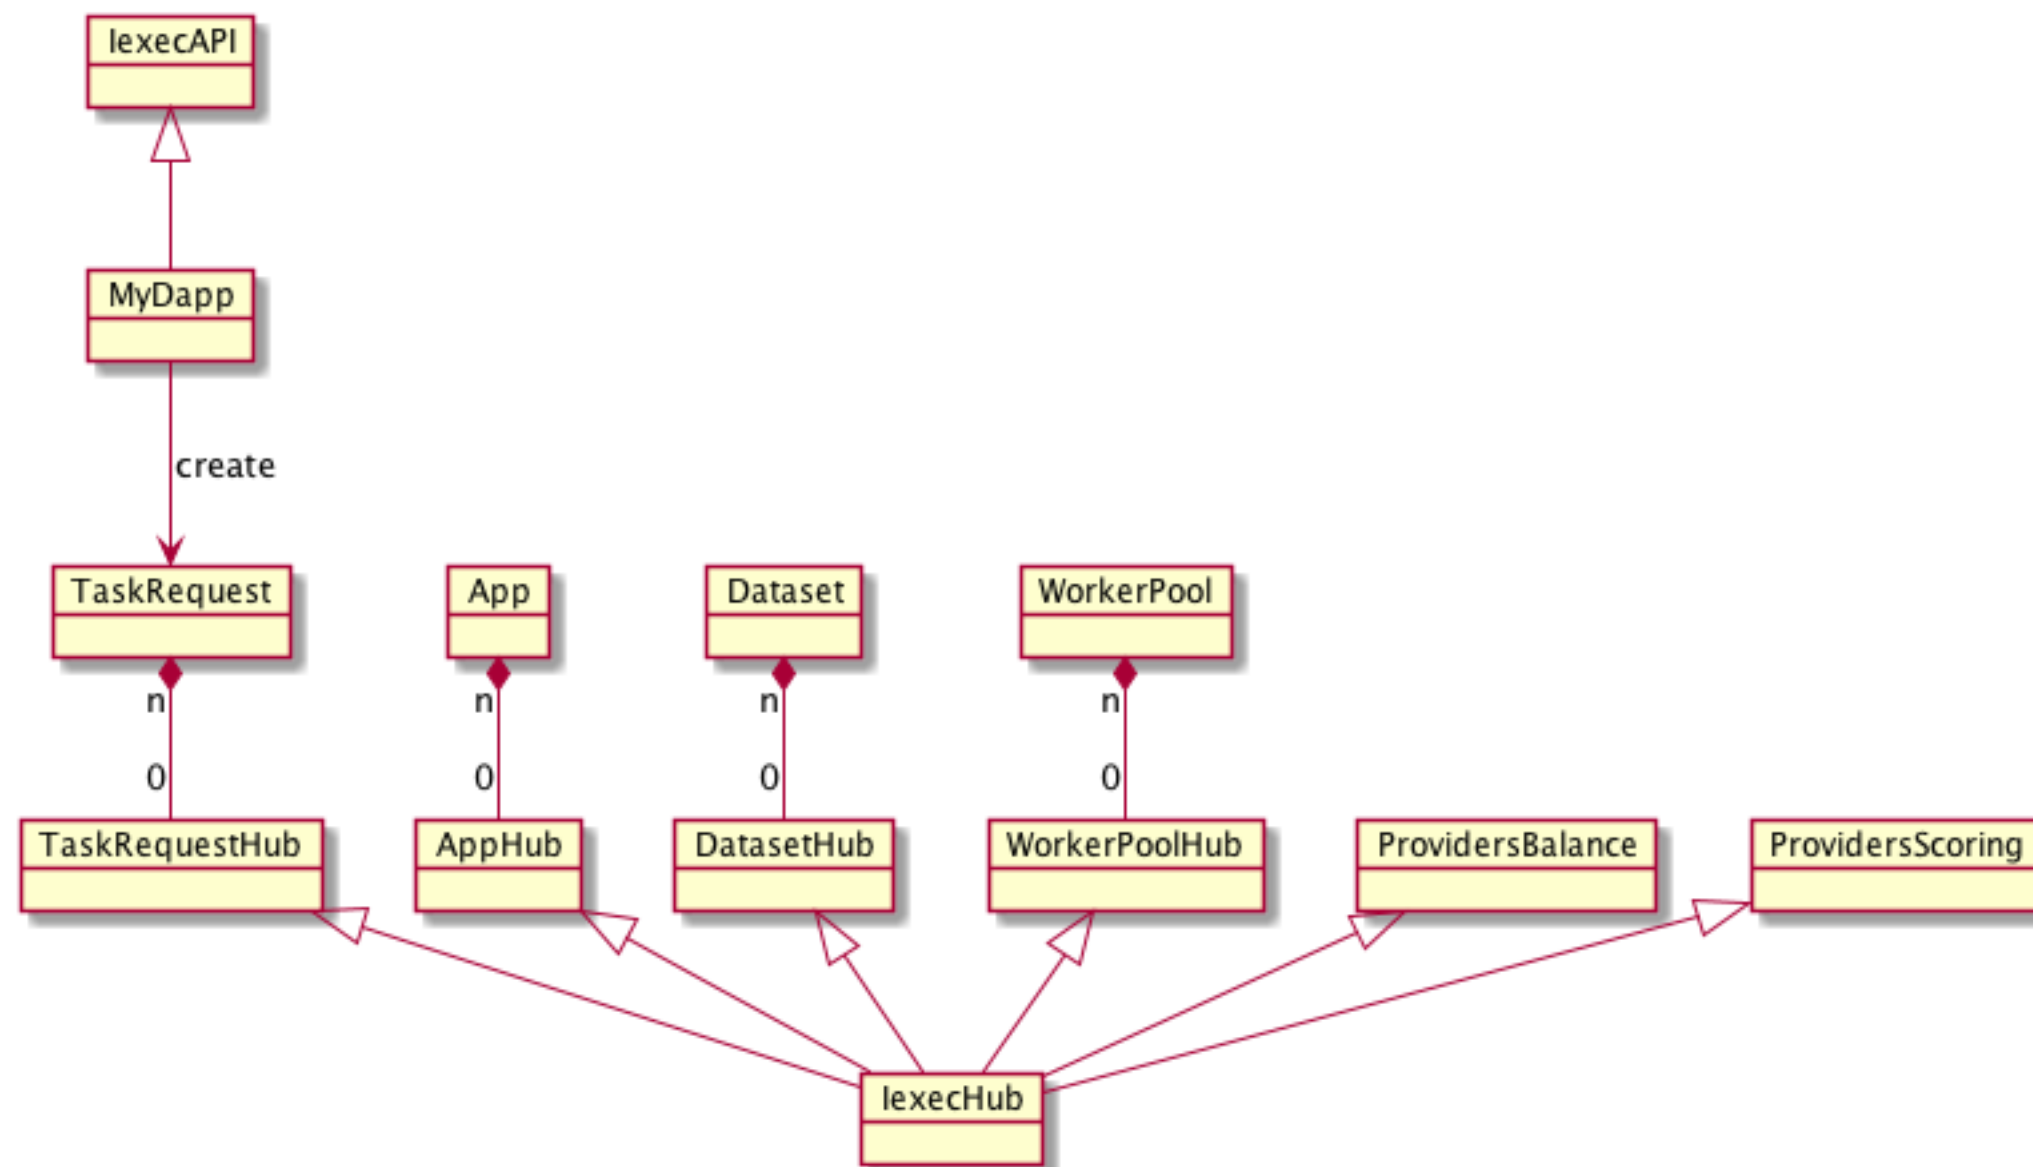 IexecAPI
MyDapp
create
TaskRequest
App
Dataset
WorkerPool
n
n
n
n
0
0
0
0
TaskRequestHub
AppHub
DatasetHub
WorkerPoolHub
ProvidersBalance
ProvidersScoring
IexecHub